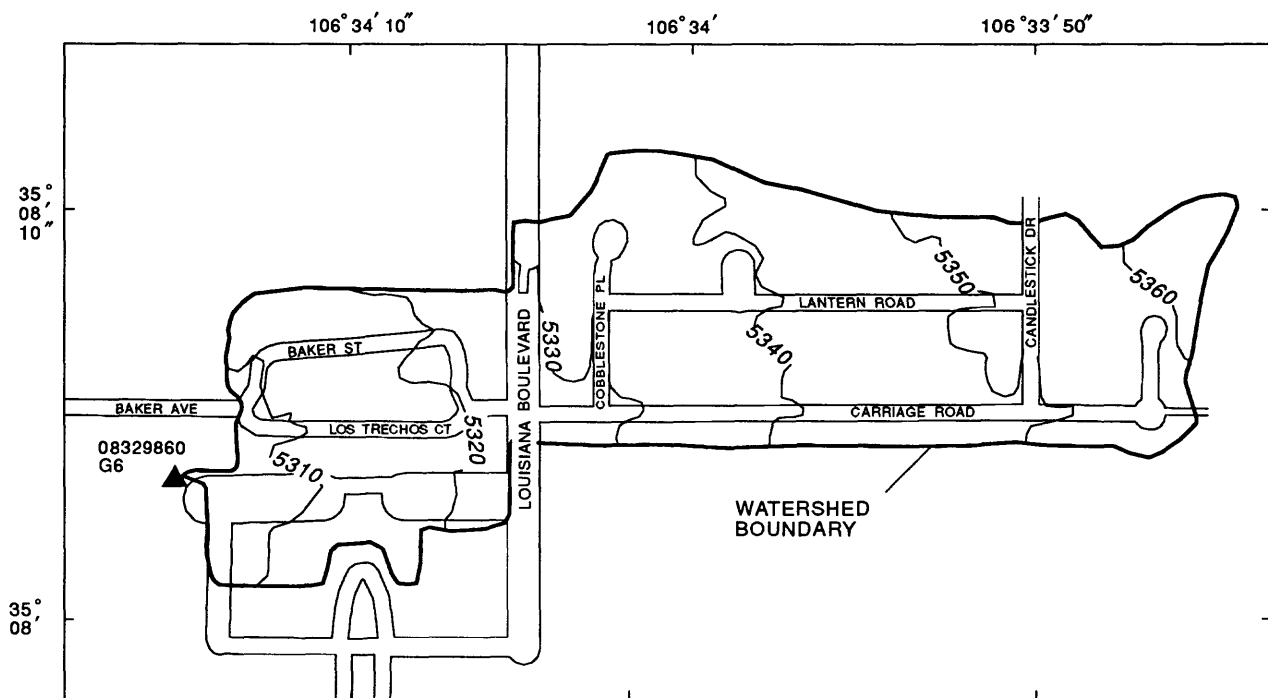 106° 34′ 10″
106° 34′
106° 33′ 50″
35°
08′
10″
CANDLESTICK DR
5350
5360
LANTERN ROAD
COBBLESTONE PL
5330
5340
LOUISIANA BOULEVARD
BAKER ST
BAKER AVE
CARRIAGE ROAD
LOS TRECHOS CT
5320
08329860
G6
5310
WATERSHED
BOUNDARY
35°
08′